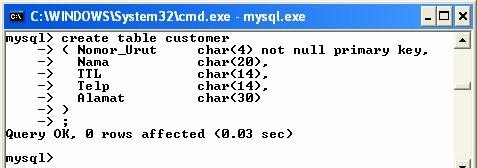 C:\WINDOWS\System32\cmd.exe - mysql.exe
mysql> create table customer
-> ( Nomor_Urut char(4) not null primary key,
-> Nama char(20),
-> TTL char(14),
-> Telp char(14),
-> Alamat char(30)
-> )
-> ;
Query OK, 0 rows affected (0.03 sec)
mysql>